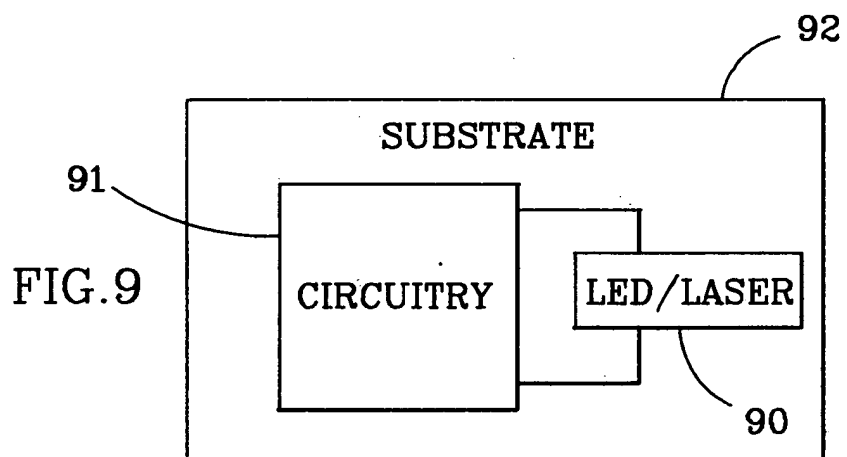 92
SUBSTRATE
91
FIG.9
CIRCUITRY
LED/LASER
90